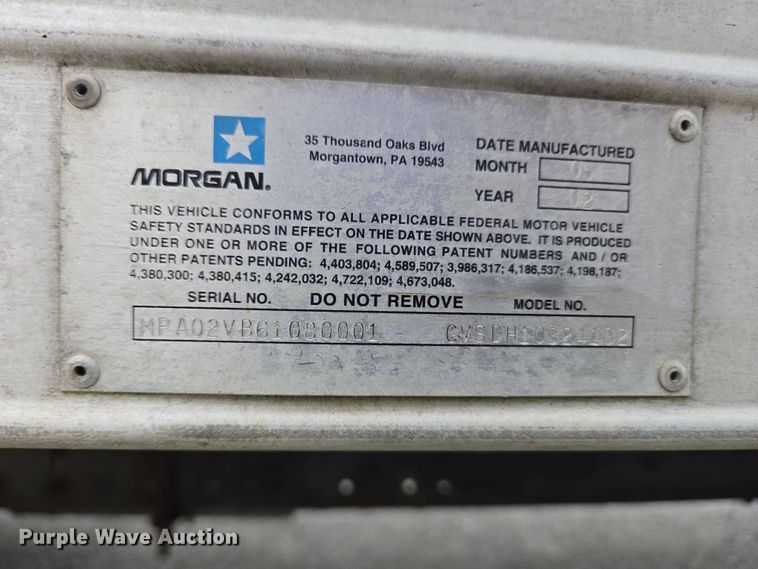 35 Thousand Oaks Blvd
Morgantown, PA 19543
MORGAN®
DATE MANUFACTURED
MONTH
YEAR 02
THIS VEHICLE CONFORMS TO ALL APPLICABLE FEDERAL MOTOR VEHICLE
SAFETY STANDARDS IN EFFECT ON THE DATE SHOWN ABOVE. IT IS PRODUCED
UNDER ONE OR MORE OF THE FOLLOWING PATENT NUMBERS AND / OR
OTHER PATENTS PENDING: 4,403,804; 4,589,507; 3,986,317; 4,186,537; 4,198,187;
4,380,300; 4,380,415; 4,242,032; 4,722,109; 4,673,048.
SERIAL NO. DO NOT REMOVE MODEL NO.
MPA02VB61080001
Purple Wave Auction